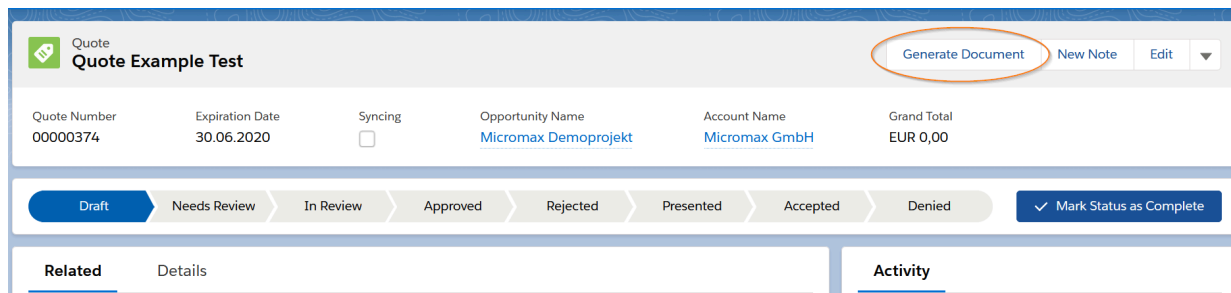 Quote
Quote Example Test
Generate Document New Note Edit
Quote Number Expiration Date Syncing Opportunity Name Account Name Grand Total
00000374 30.06.2020 Micromax Demoprojekt Micromax GmbH EUR 0,00
Draft Needs Review In Review Approved Rejected Presented Accepted Denied Mark Status as Complete
Related Details Activity